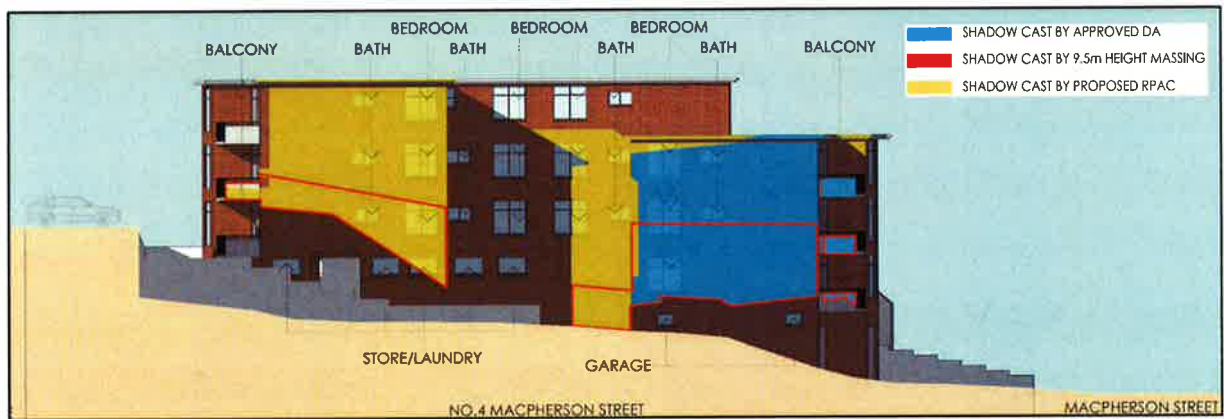 BEDROOM BEDROOM BEDROOM
BALCONY BATH BATH BATH BATH BALCONY
SHADOW CAST BY APPROVED DA
SHADOW CAST BY 9.5m HEIGHT MASSING
SHADOW CAST BY PROPOSED RPAC
STORE/LAUNDRY
GARAGE
NO.4 MACPHERSON STREET
MACPHERSON STREET